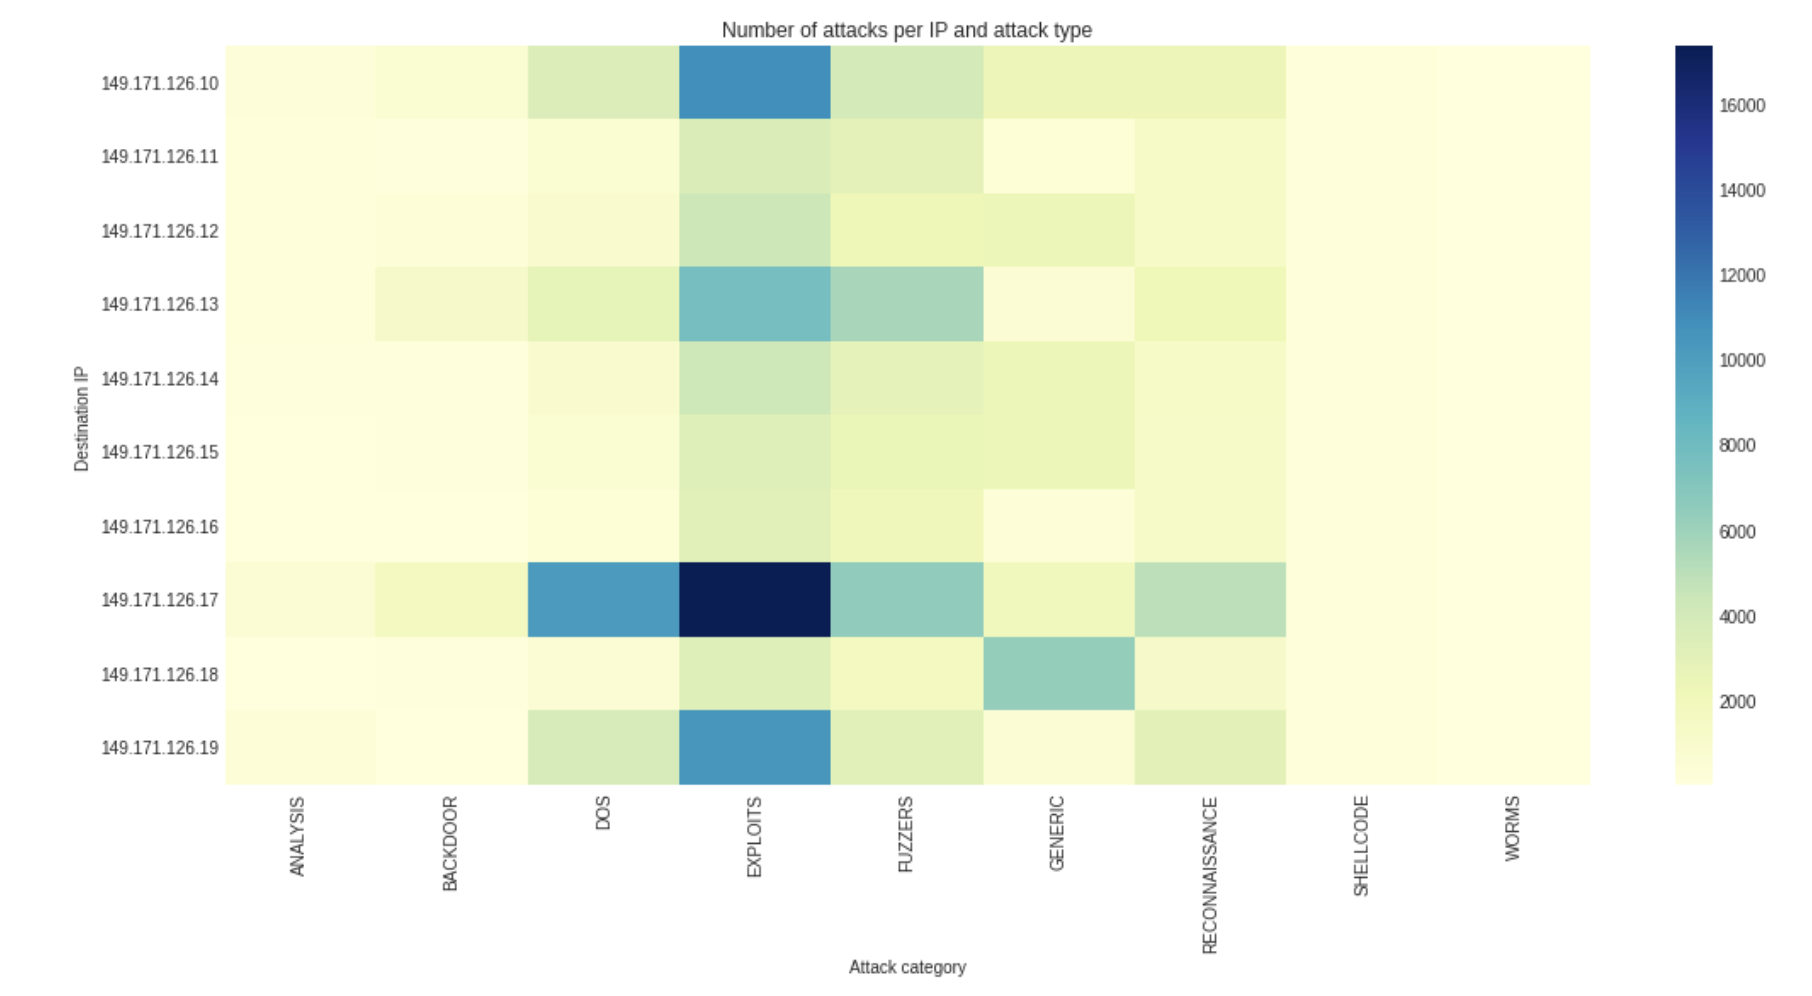 Number of attacks per IP and attack type
149.171.126.10
149.171.126.11
149.171.126.12
149.171.126.13
149.171.126.14
149.171.126.15
149.171.126.16
149.171.126.17
149.171.126.18
149.171.126.19
Destination IP
ANALYSIS
BACKDOOR
DOS
EXPLOITS
FUZZERS
GENERIC
RECONNAISSANCE
SHELLCODE
WORMS
Attack category
16000
14000
12000
10000
8000
6000
4000
2000